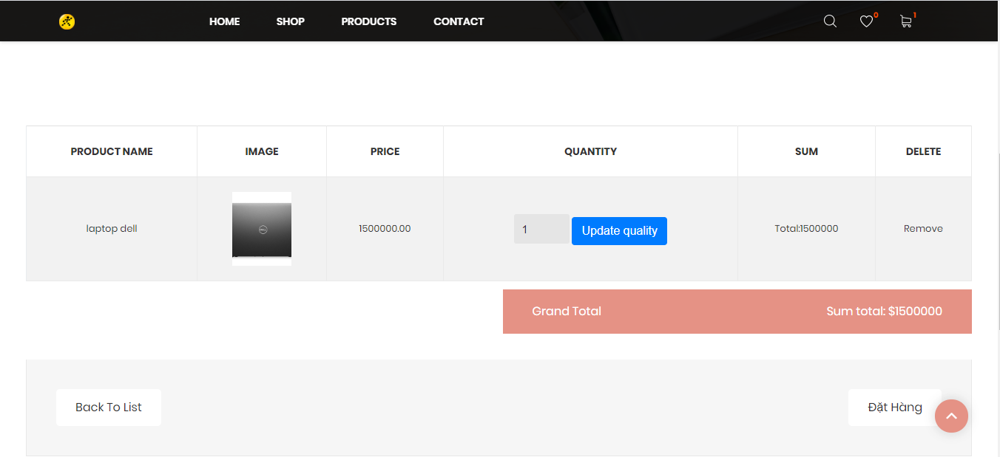 HOME SHOP PRODUCTS CONTACT 0 1
PRODUCT NAME IMAGE PRICE QUANTITY SUM DELETE
laptop dell 1500000.00 1 Update quality Total:1500000 Remove
Grand Total Sum total: $1500000
Back To List Đặt Hàng